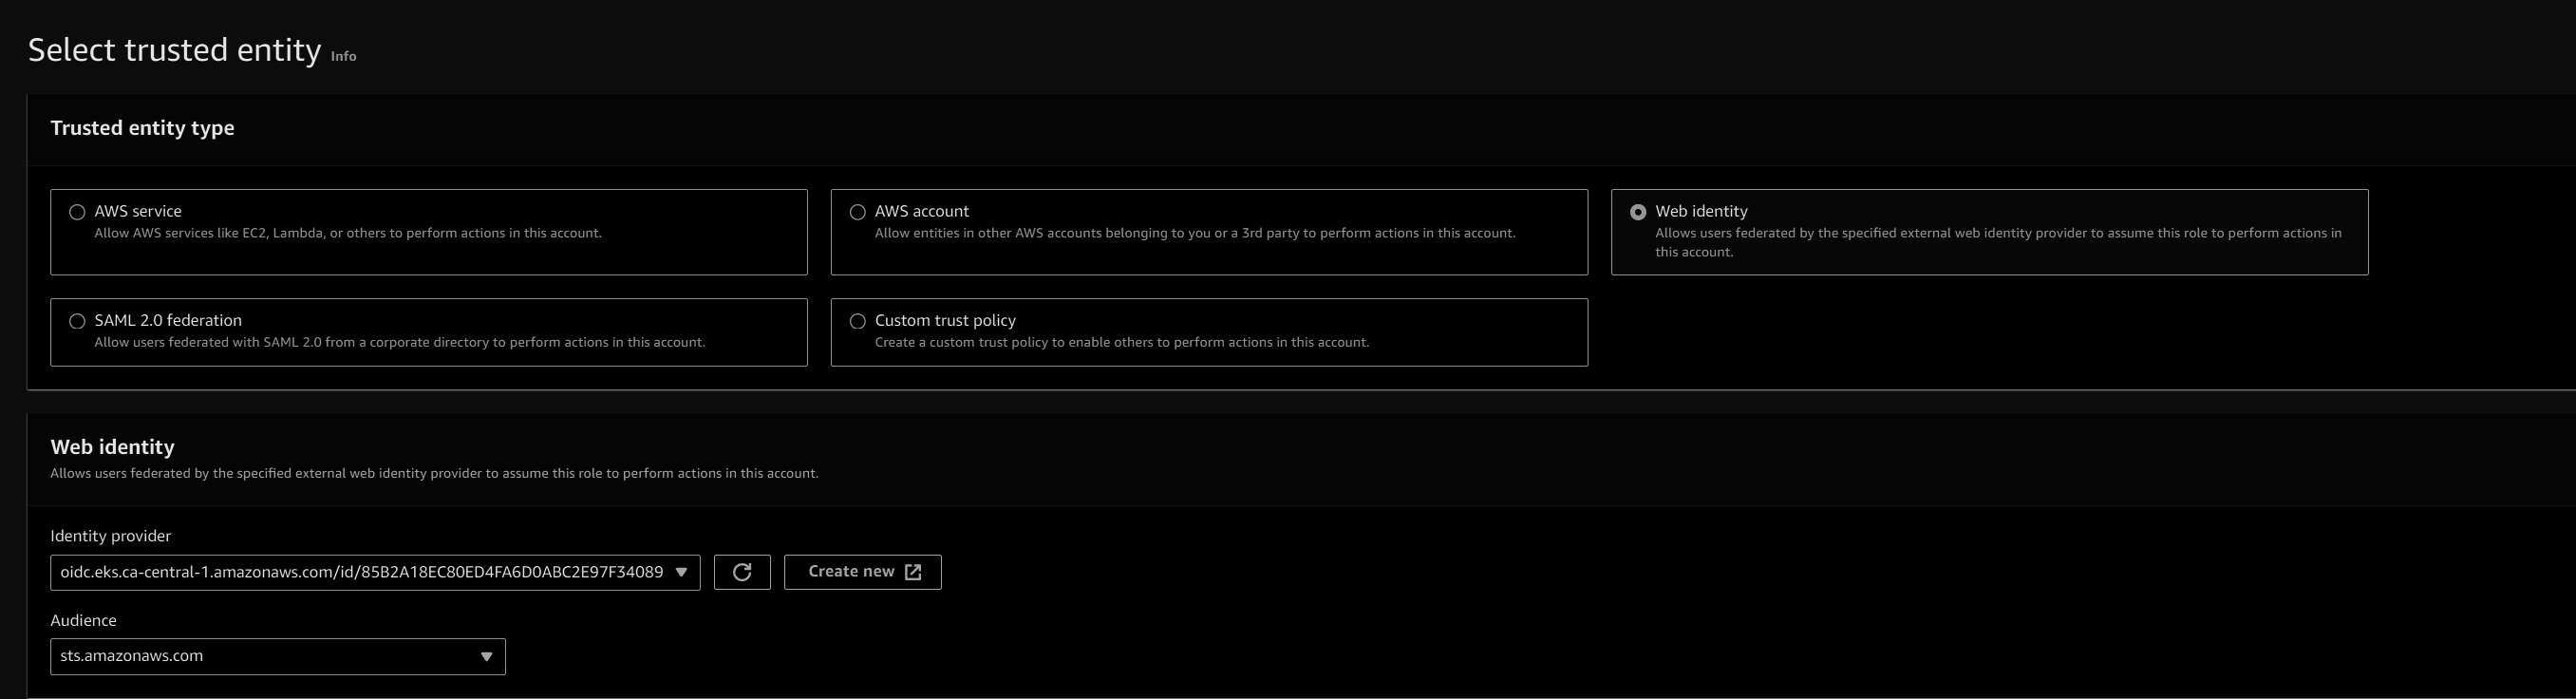 Select trusted entity Info
Trusted entity type
AWS service
Allow AWS services like EC2, Lambda, or others to perform actions in this account.
AWS account
Allow entities in other AWS accounts belonging to you or a 3rd party to perform actions in this account.
Web identity
Allows users federated by the specified external web identity provider to assume this role to perform actions in
this account.
SAML 2.0 federation
Allow users federated with SAML 2.0 from a corporate directory to perform actions in this account.
Custom trust policy
Create a custom trust policy to enable others to perform actions in this account.
Web identity
Allows users federated by the specified external web identity provider to assume this role to perform actions in this account.
Identity provider
oidc.eks.ca-central-1.amazonaws.com/id/85B2A18EC80ED4FA6D0ABC2E97F34089
Create new
Audience
sts.amazonaws.com